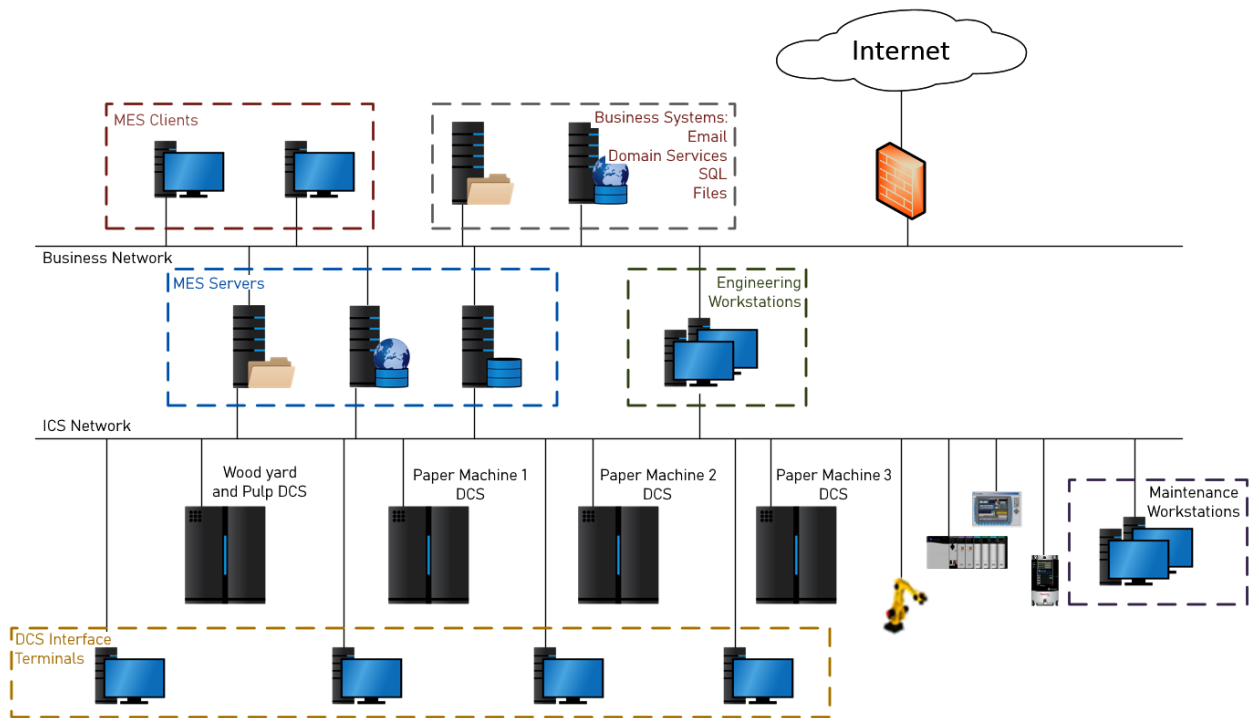 Internet
MES Clients
Business Systems:
Email
Domain Services
SQL
Files
Business Network
MES Servers
Engineering
Workstations
ICS Network
Wood yard
and Pulp DCS
Paper Machine 1
DCS
Paper Machine 2
DCS
Paper Machine 3
DCS
Maintenance
Workstations
DCS Interface
Terminals